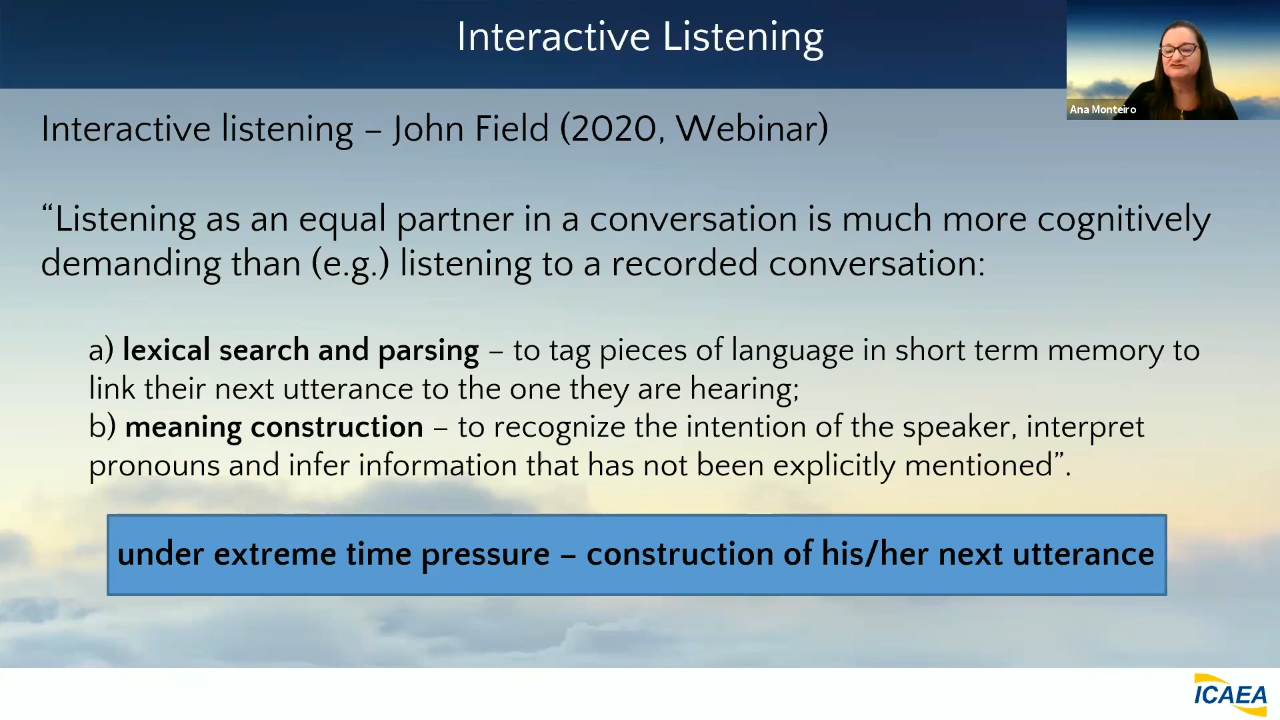 Interactive Listening
Ana Monteiro
Interactive listening – John Field (2020, Webinar)
“Listening as an equal partner in a conversation is much more cognitively
demanding than (e.g.) listening to a recorded conversation:
a) lexical search and parsing – to tag pieces of language in short term memory to
link their next utterance to the one they are hearing;
b) meaning construction – to recognize the intention of the speaker, interpret
pronouns and infer information that has not been explicitly mentioned”.
under extreme time pressure – construction of his/her next utterance
ICAEA